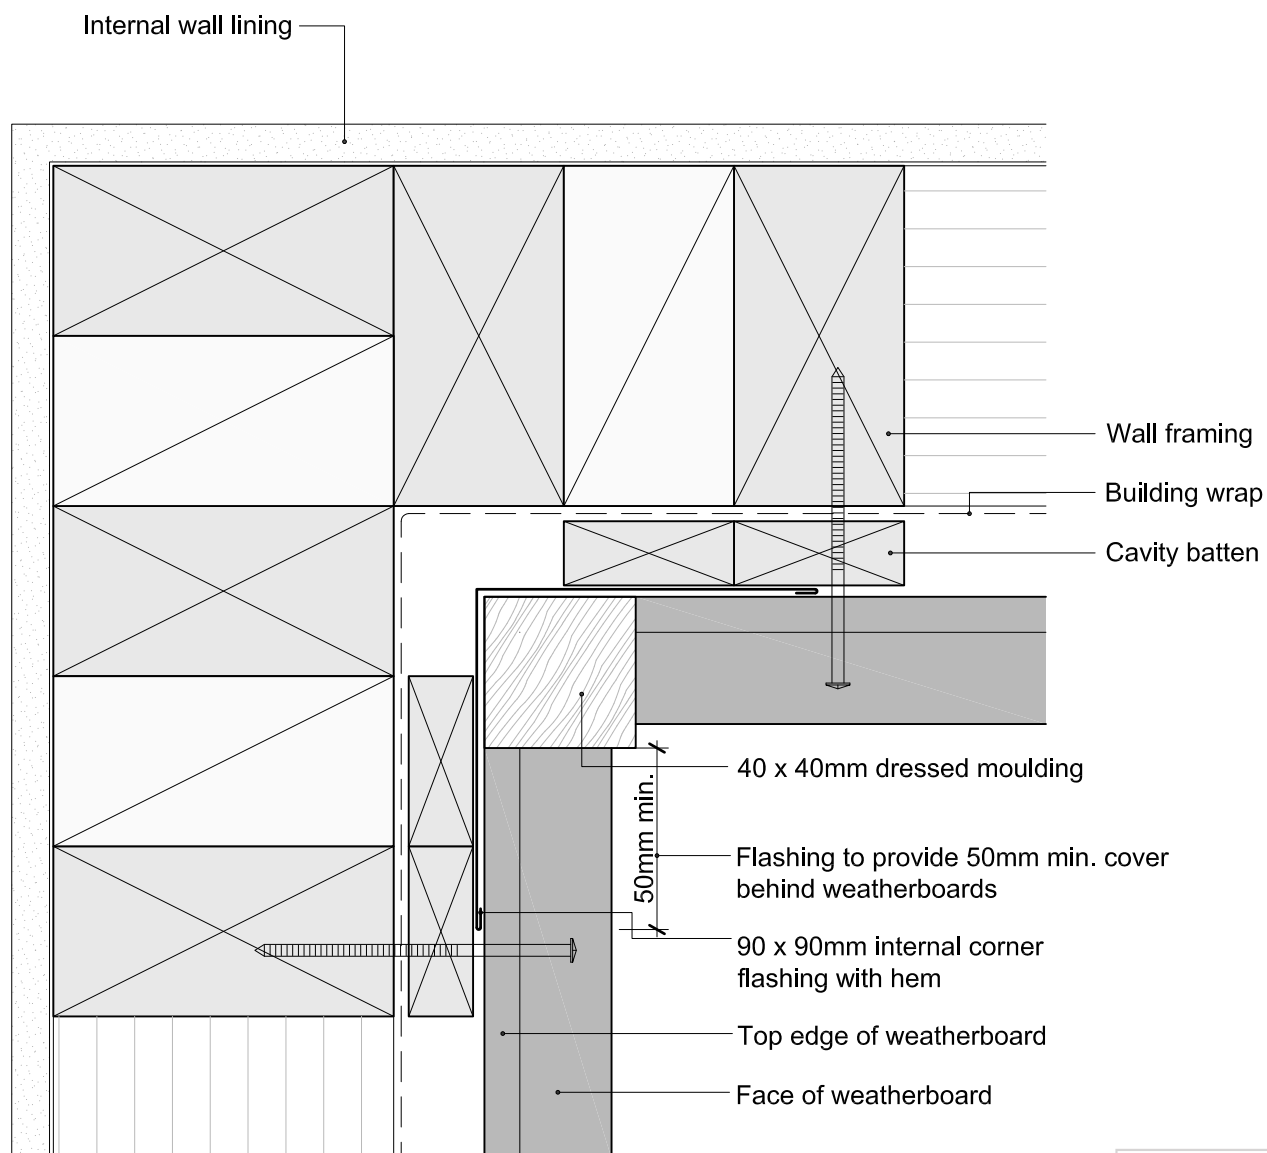 Internal wall lining
Wall framing
Building wrap
Cavity batten
40 x 40mm dressed moulding
50mm min.
Flashing to provide 50mm min. cover
behind weatherboards
90 x 90mm internal corner
flashing with hem
Top edge of weatherboard
Face of weatherboard